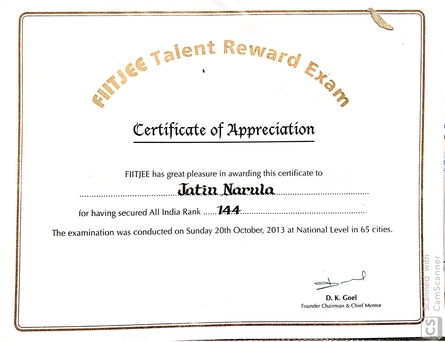 FIITJEE Talent Reward Exam
Certificate of Appreciation
FIITJEE has great pleasure in awarding this certificate to
Jatin Narula
for having secured All India Rank ..... 144
The examination was conducted on Sunday 20th October, 2013 at National Level in 65 cities.
D. K. Goel
Founder Chairman & Chief Mentor
CS Scanned with
CamScanner